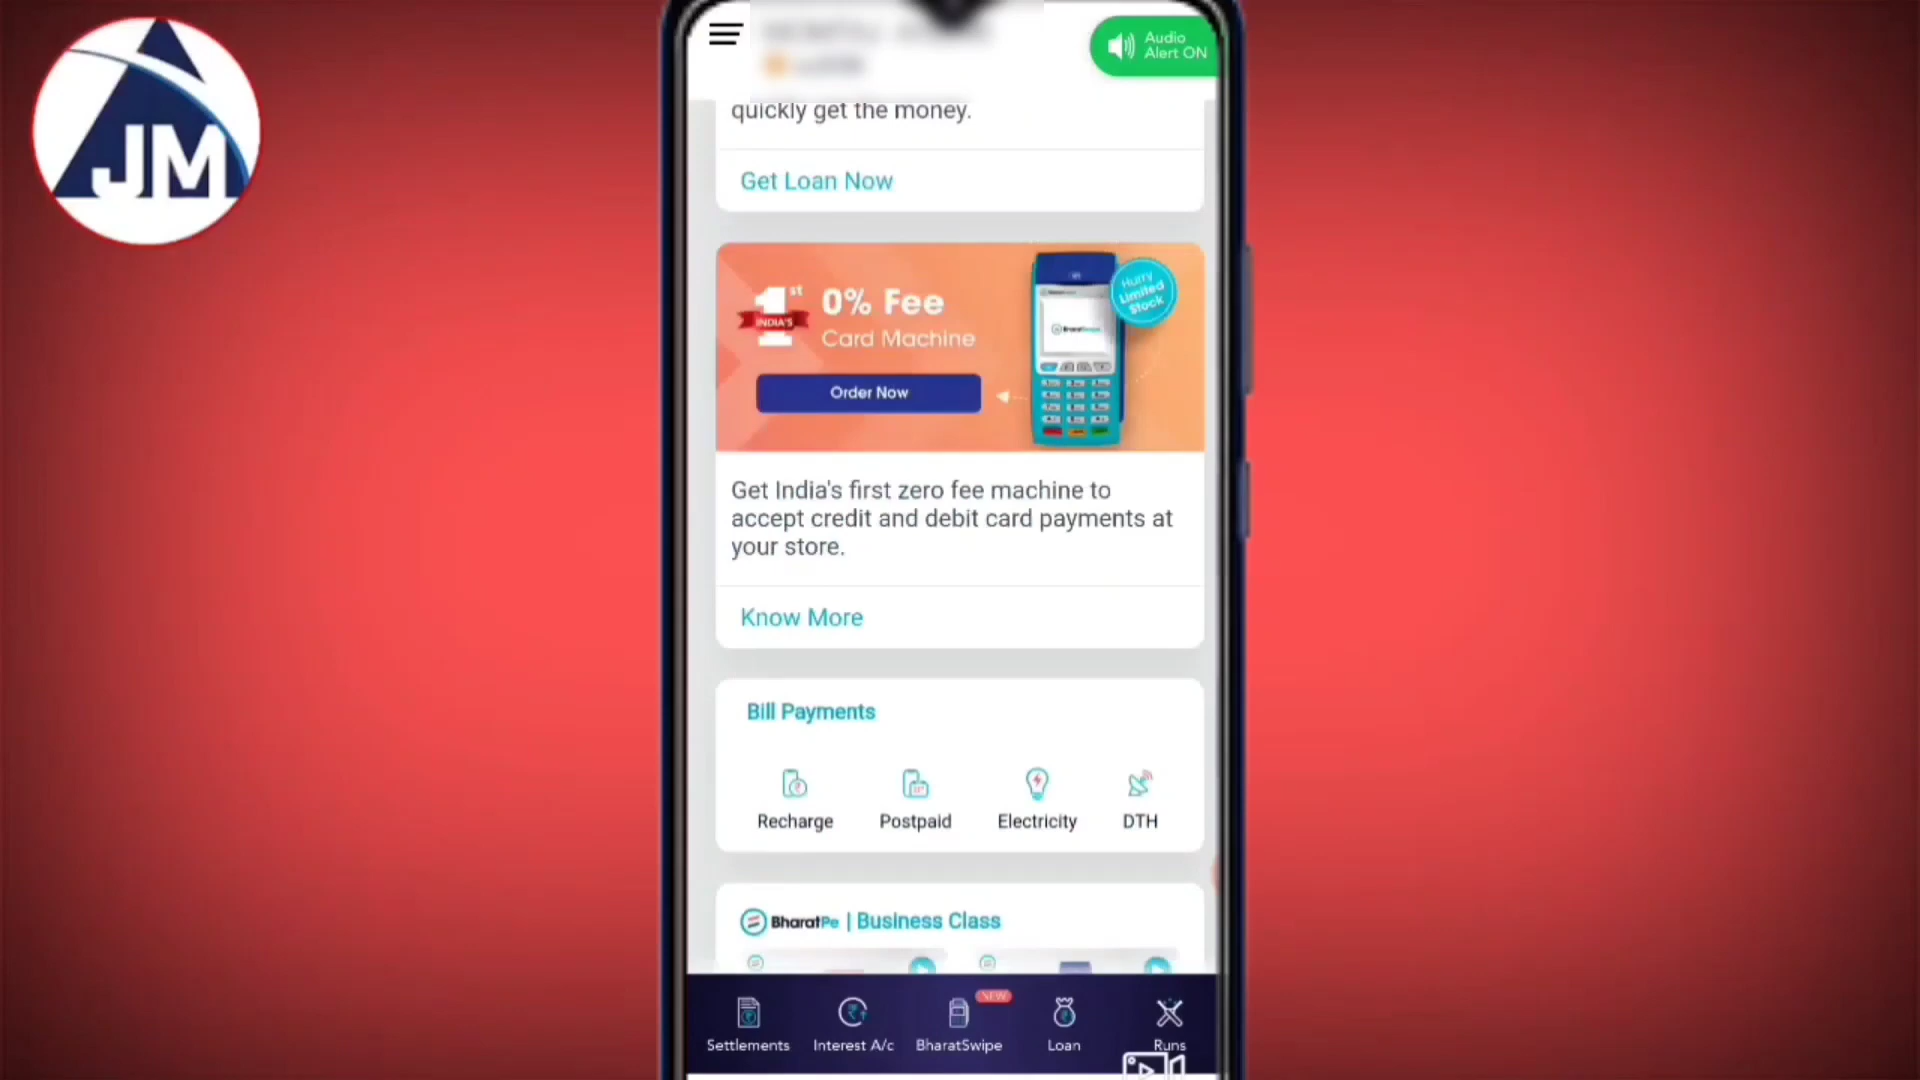 JM
Audio
Alert ON
quickly get the money.
Get Loan Now
1st
INDIA'S
0% Fee
Card Machine
Order Now
Hurry
Limited
Stock
BharatSwipe
Get India's first zero fee machine to
accept credit and debit card payments at
your store.
Know More
Bill Payments
Recharge
Postpaid
Electricity
DTH
BharatPe | Business Class
NEW
Settlements
Interest A/c
BharatSwipe
Loan
Runs